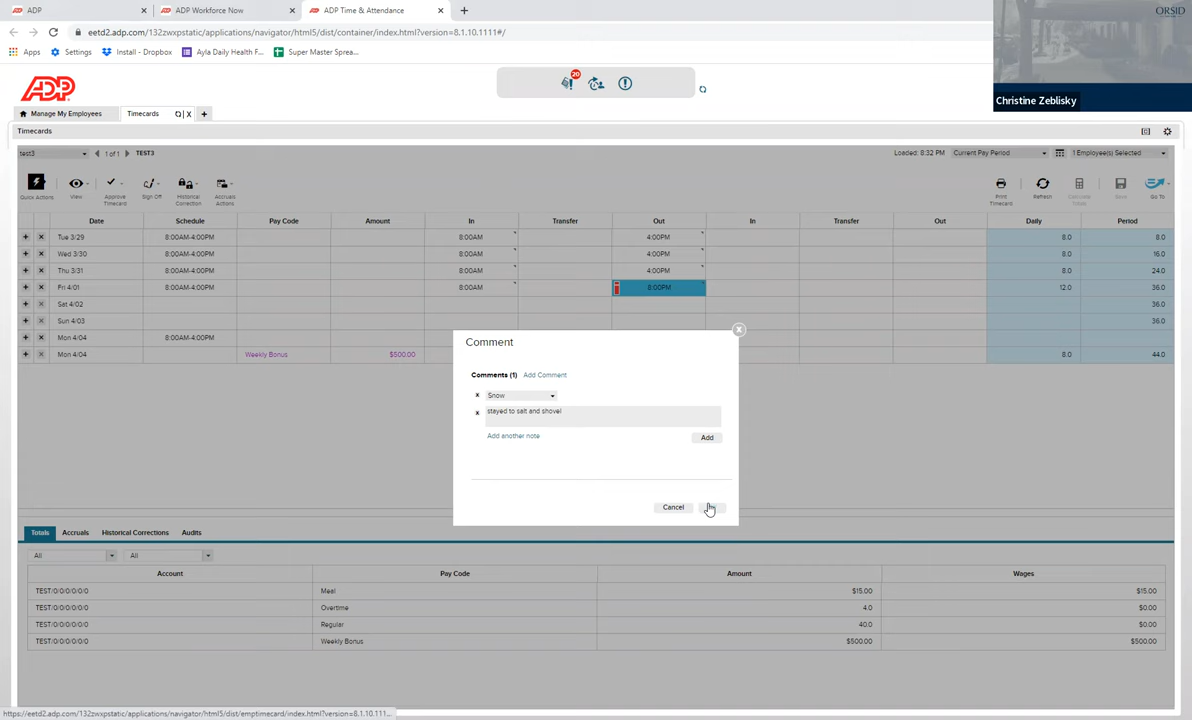 ADP
ADP Workforce Now
ADP Time & Attendance
ORSID
eetd2.adp.com/132zwxpstatic/applications/navigator/html5/dist/container/index.html?version=8.1.10.1111#/
Apps Settings Install - Dropbox Ayla Daily Health F... Super Master Sprea...
Christine Zeblisky
ADP
20
Manage My Employees Timecards X
Timecards
test3 1 of 1 TEST3 Loaded: 8:32 PM Current Pay Period 1 Employee(s) Selected
Quick Actions View Approve Timecard Sign Off Historical Correction Accruals Actions Print Timecard Refresh Calculate Totals Save Go To
Date Schedule Pay Code Amount In Transfer Out In Transfer Out Daily Period
Tue 3/29 8:00AM-4:00PM 8:00AM 4:00PM 8.0 8.0
Wed 3/30 8:00AM-4:00PM 8:00AM 4:00PM 8.0 16.0
Thu 3/31 8:00AM-4:00PM 8:00AM 4:00PM 8.0 24.0
Fri 4/01 8:00AM-4:00PM 8:00AM 8:00PM 12.0 36.0
Sat 4/02 36.0
Sun 4/03 36.0
Mon 4/04 8:00AM-4:00PM
Mon 4/04 Weekly Bonus $500.00 8.0 44.0
Comment
Comments (1) Add Comment
x Snow
x stayed to salt and shovel
Add another note Add
Cancel
Totals Accruals Historical Corrections Audits
All All
Account Pay Code Amount Wages
TEST/0/0/0/0/0/0 Meal $15.00 $15.00
TEST/0/0/0/0/0/0 Overtime 4.0 $0.00
TEST/0/0/0/0/0/0 Regular 40.0 $0.00
TEST/0/0/0/0/0/0 Weekly Bonus $500.00 $500.00
https://eetd2.adp.com/132zwxpstatic/applications/navigator/html5/dist/emptimecard/index.html?version=8.1.10.111...